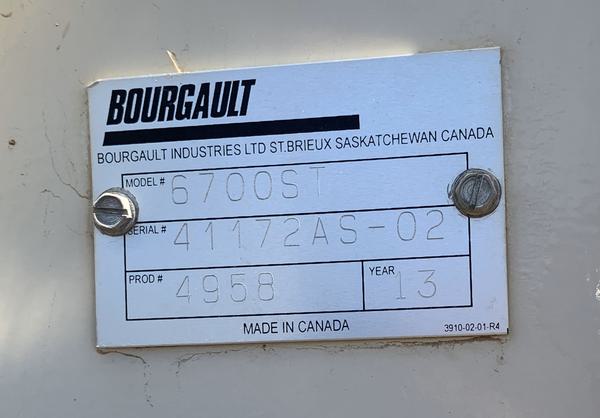 BOURGAULT
BOURGAULT INDUSTRIES LTD ST.BRIEUX SASKATCHEWAN CANADA
MODEL # 6700ST
SERIAL # 41172AS-02
PROD # 4958 YEAR 13
MADE IN CANADA 3910-02-01-R4